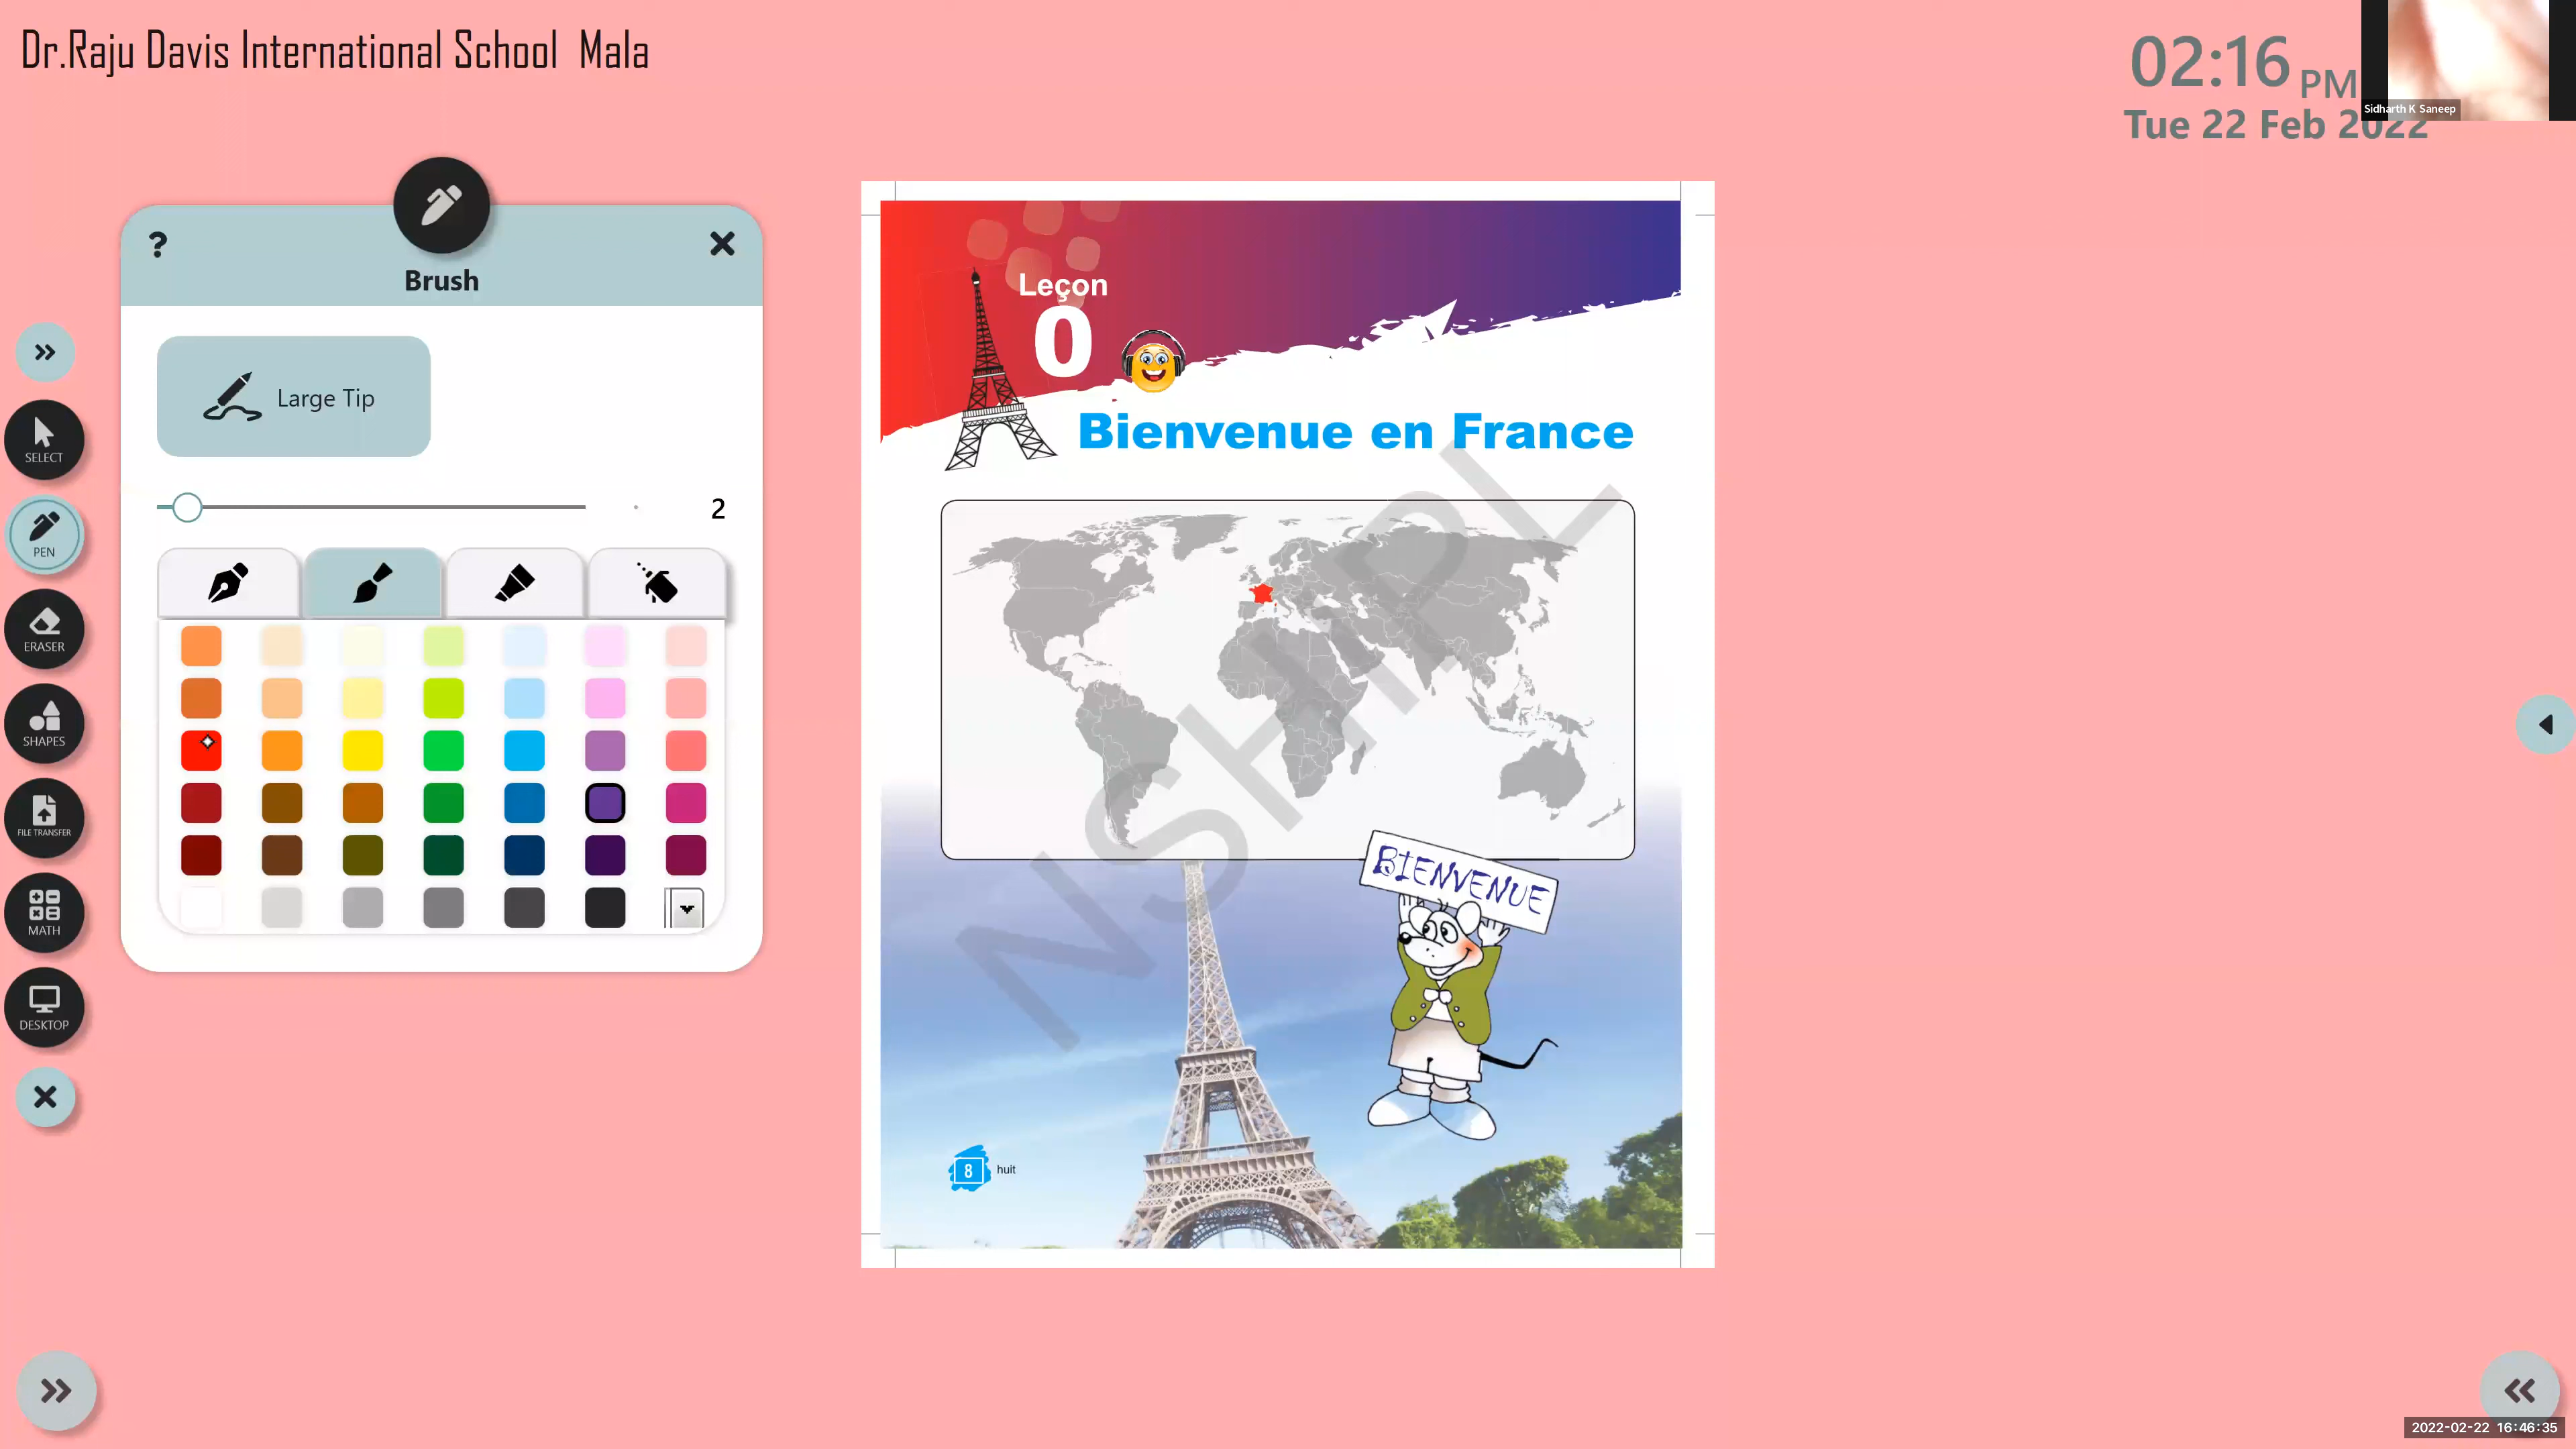 Dr.Raju Davis International School Mala
02:16 PM
Tue 22 Feb 2022
Sidharth K Saneep
?
Brush
Large Tip
2
SELECT
PEN
ERASER
SHAPES
FILE TRANSFER
MATH
DESKTOP
Leçon
0
Bienvenue en France
NSHPL
BIENVENUE
8 huit
2022-02-22 16:46:35